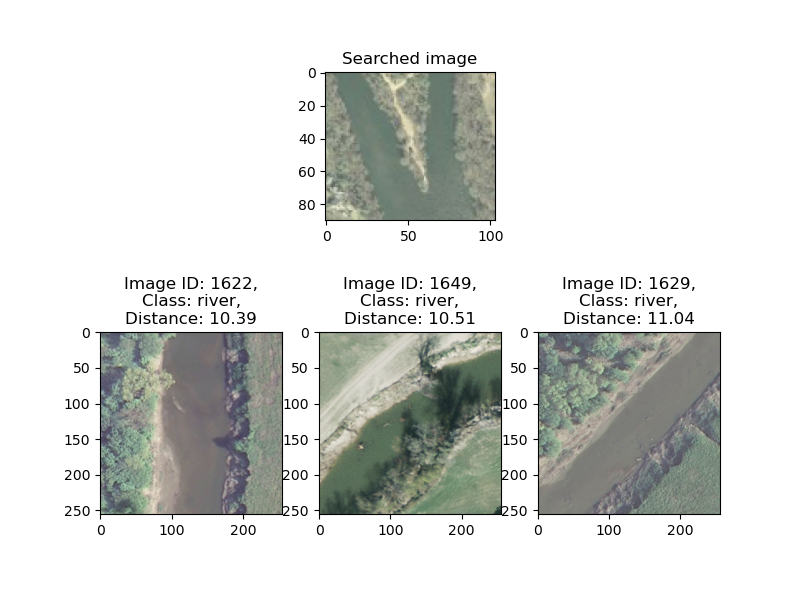 Searched image
0
20
40
60
80
0 50 100
Image ID: 1622,
Class: river,
Distance: 10.39
Image ID: 1649,
Class: river,
Distance: 10.51
Image ID: 1629,
Class: river,
Distance: 11.04
0
50
100
150
200
250
0 100 200
0
50
100
150
200
250
0 100 200
0
50
100
150
200
250
0 100 200